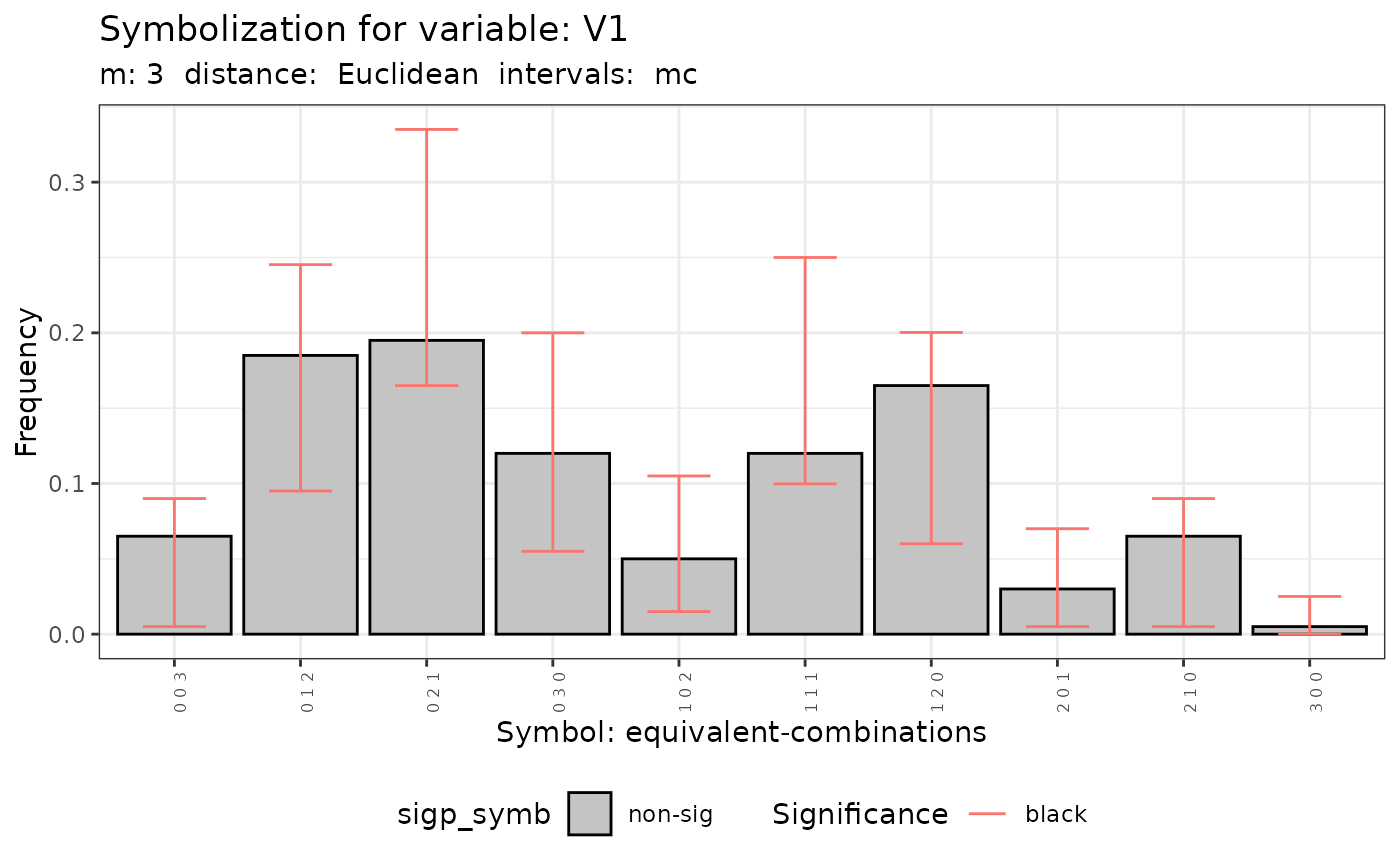 Symbolization for variable: V1
m: 3 distance: Euclidean intervals: mc
Frequency
0.3
0.2
0.1
0.0
0 0 3
0 1 2
0 2 1
0 3 0
1 0 2
1 1 1
1 2 0
2 0 1
2 1 0
3 0 0
Symbol: equivalent-combinations
sigp_symb non-sig Significance black